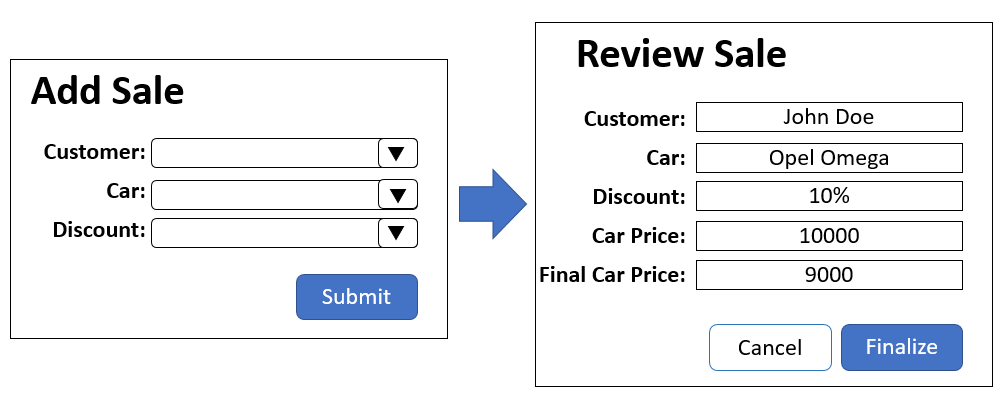 Add Sale
Customer:
Car:
Discount:
Submit
Review Sale
Customer: John Doe
Car: Opel Omega
Discount: 10%
Car Price: 10000
Final Car Price: 9000
Cancel Finalize